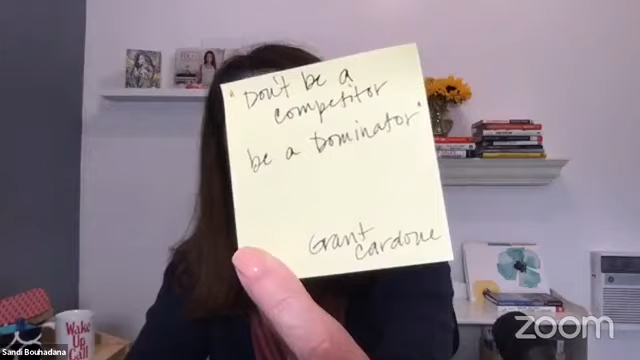 "Don't be a
competitor
be a Dominator"
Grant
Cardone
Wake
Up
Call
Sandi Bouhadana
zoom